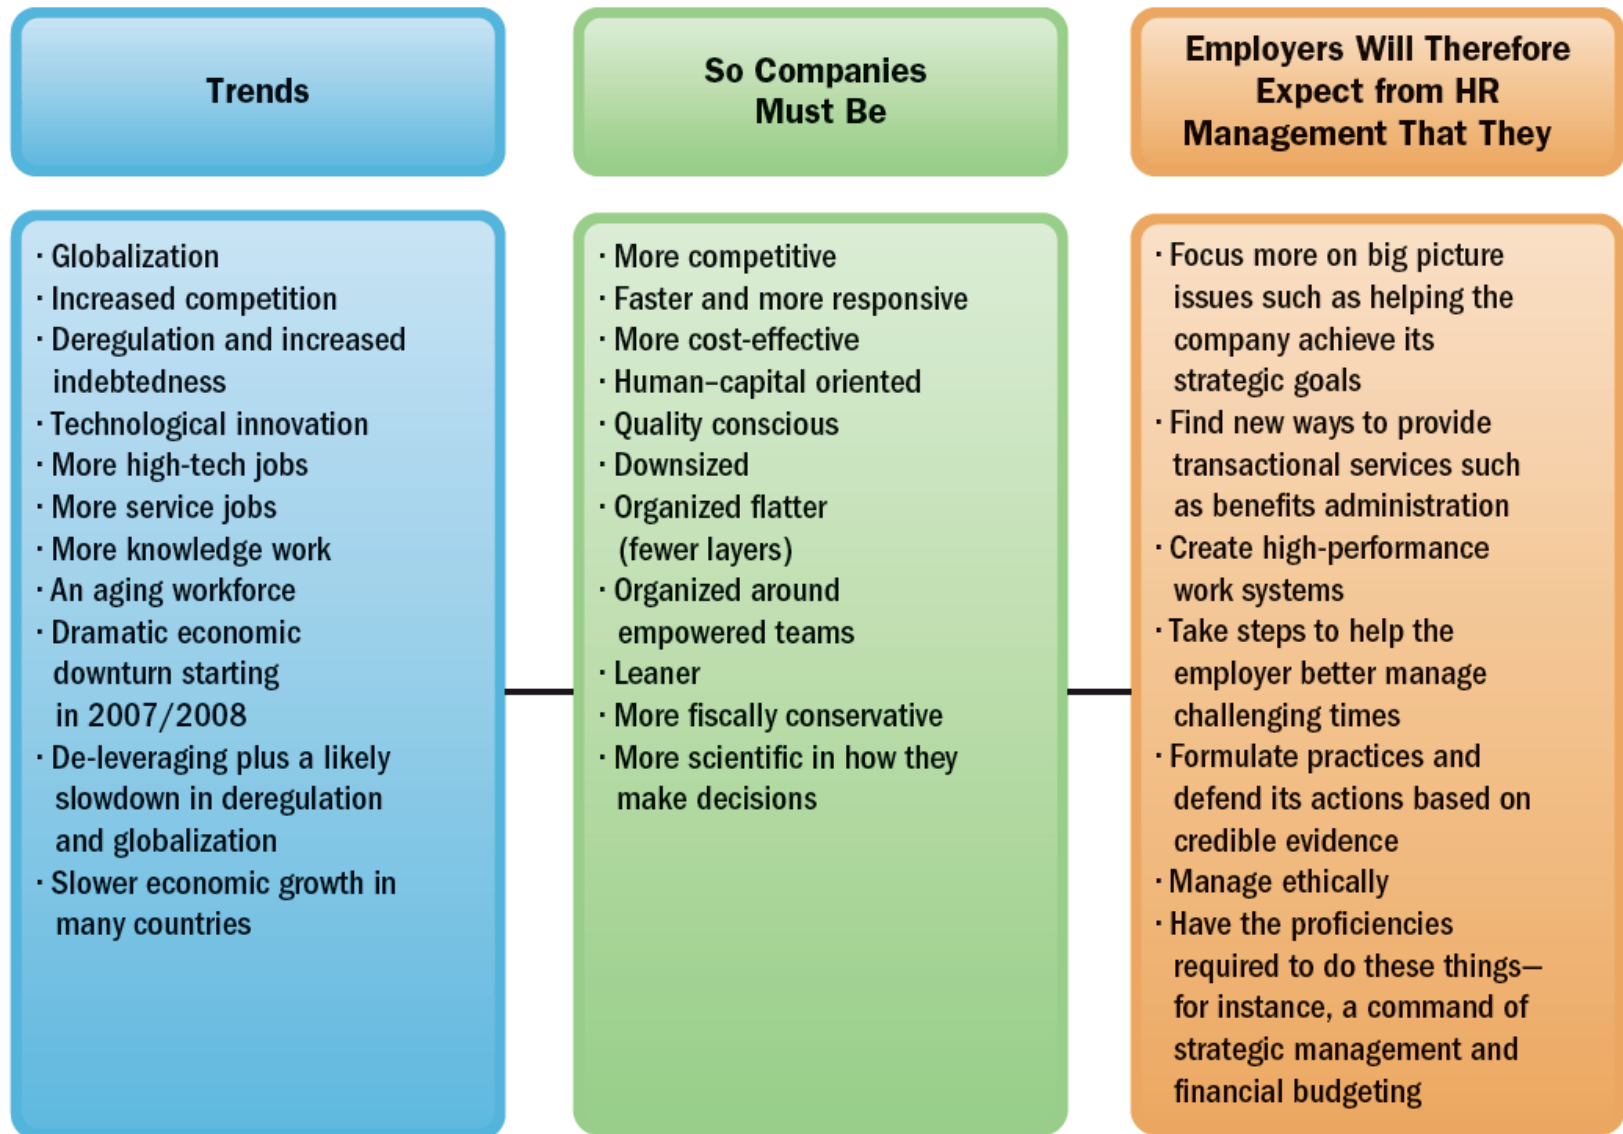 Trends
So Companies
Must Be
Employers Will Therefore
Expect from HR
Management That They
· Globalization
· Increased competition
· Deregulation and increased
indebtedness
· Technological innovation
· More high-tech jobs
· More service jobs
· More knowledge work
· An aging workforce
· Dramatic economic
downturn starting
in 2007/2008
· De-leveraging plus a likely
slowdown in deregulation
and globalization
· Slower economic growth in
many countries
· More competitive
· Faster and more responsive
· More cost-effective
· Human–capital oriented
· Quality conscious
· Downsized
· Organized flatter
(fewer layers)
· Organized around
empowered teams
· Leaner
· More fiscally conservative
· More scientific in how they
make decisions
· Focus more on big picture
issues such as helping the
company achieve its
strategic goals
· Find new ways to provide
transactional services such
as benefits administration
· Create high-performance
work systems
· Take steps to help the
employer better manage
challenging times
· Formulate practices and
defend its actions based on
credible evidence
· Manage ethically
· Have the proficiencies
required to do these things—
for instance, a command of
strategic management and
financial budgeting